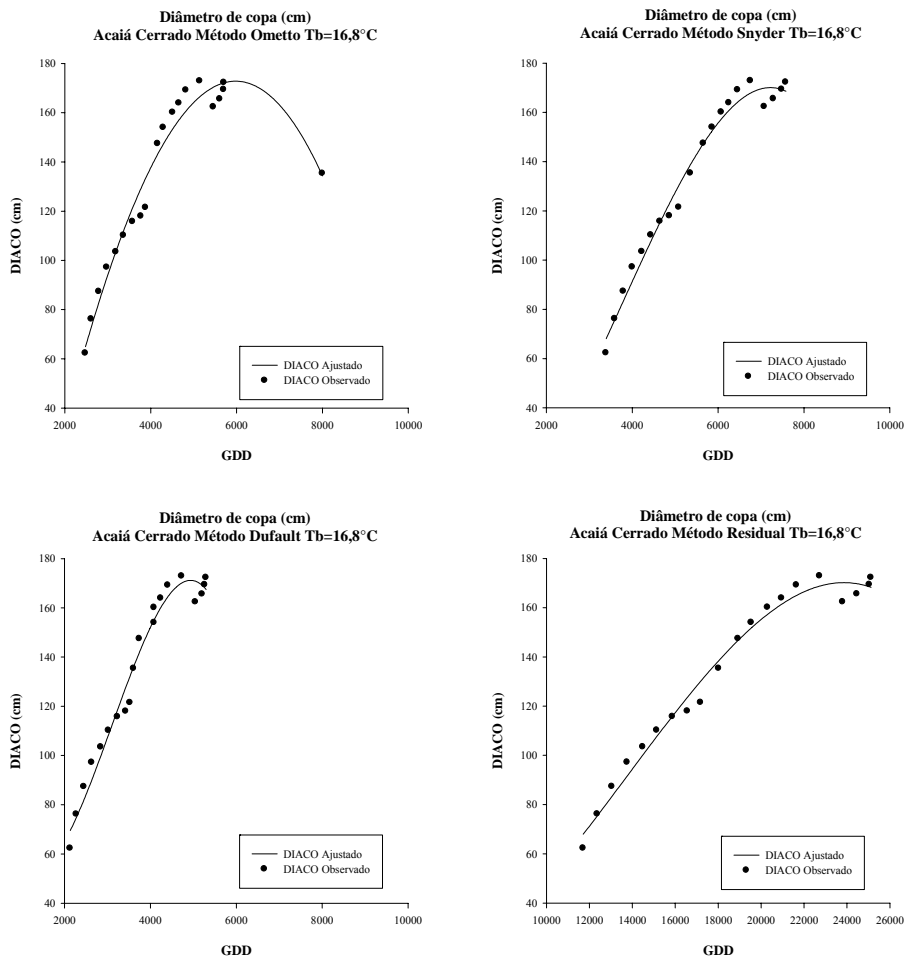 Diâmetro de copa (cm)
Acaiá Cerrado Método Ometto Tb=16,8°C
180
160
140
120
100
80
60
40
DIACO (cm)
DIACO Ajustado
DIACO Observado
2000 4000 6000 8000 10000
GDD
Diâmetro de copa (cm)
Acaiá Cerrado Método Snyder Tb=16,8°C
180
160
140
120
100
80
60
40
DIACO (cm)
DIACO Ajustado
DIACO Observado
2000 4000 6000 8000 10000
GDD
Diâmetro de copa (cm)
Acaiá Cerrado Método Dufault Tb=16,8°C
180
160
140
120
100
80
60
40
DIACO (cm)
DIACO Ajustado
DIACO Observado
2000 4000 6000 8000 10000
GDD
Diâmetro de copa (cm)
Acaiá Cerrado Método Residual Tb=16,8°C
180
160
140
120
100
80
60
40
DIACO (cm)
DIACO Ajustado
DIACO Observado
10000 12000 14000 16000 18000 20000 22000 24000 26000
GDD